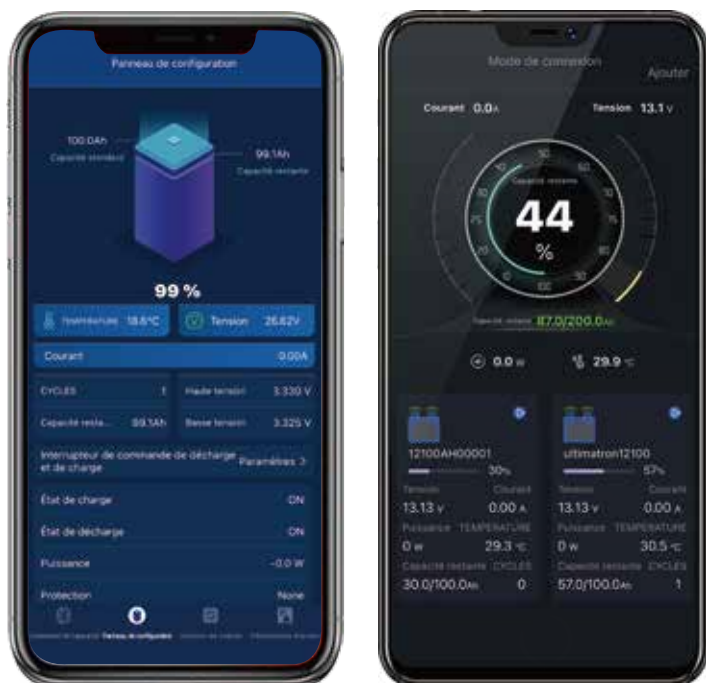 Panneau de configuration
100.0Ah
Capacité standard
99.1Ah
Capacité restante
99 %
TEMPERATURE 18.6°C
Tension 26.62V
Courant 0.00A
CYCLES 1
Haute tension 3.330 V
Capacité resta... 99.1Ah
Basse tension 3.325 V
Interrupteur de commande de décharge et de charge
Paramètres >
État de charge ON
État de décharge ON
Puissance -0.0 W
Protection None
Panneau de configuration
Mode de connexion
Ajouter
Courant 0.0A
Tension 13.1 V
Capacité restante
44
%
Capacité restante 87.0/200.0Ah
0.0 W
29.9 °C
12100AH00001
30%
Tension Courant
13.13 V 0.00 A
Puissance TEMPERATURE
0 W 29.3 °C
Capacité restante CYCLES
30.0/100.0Ah 0
ultimatron12100
57%
Tension Courant
13.13 V 0.00 A
Puissance TEMPERATURE
0 W 30.5 °C
Capacité restante CYCLES
57.0/100.0Ah 1